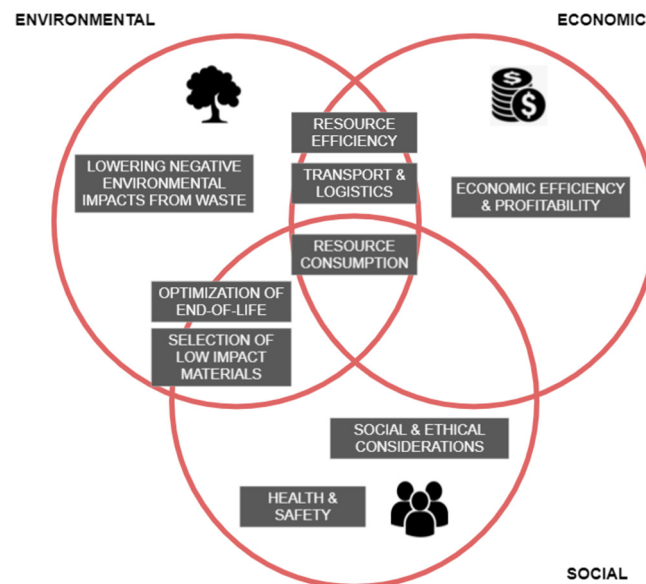 ENVIRONMENTAL
ECONOMIC
RESOURCE
EFFICIENCY
LOWERING NEGATIVE
ENVIRONMENTAL
IMPACTS FROM WASTE
TRANSPORT &
LOGISTICS
ECONOMIC EFFICIENCY
& PROFITABILITY
RESOURCE
CONSUMPTION
OPTIMIZATION OF
END-OF-LIFE
SELECTION OF
LOW IMPACT
MATERIALS
SOCIAL & ETHICAL
CONSIDERATIONS
HEALTH &
SAFETY
SOCIAL